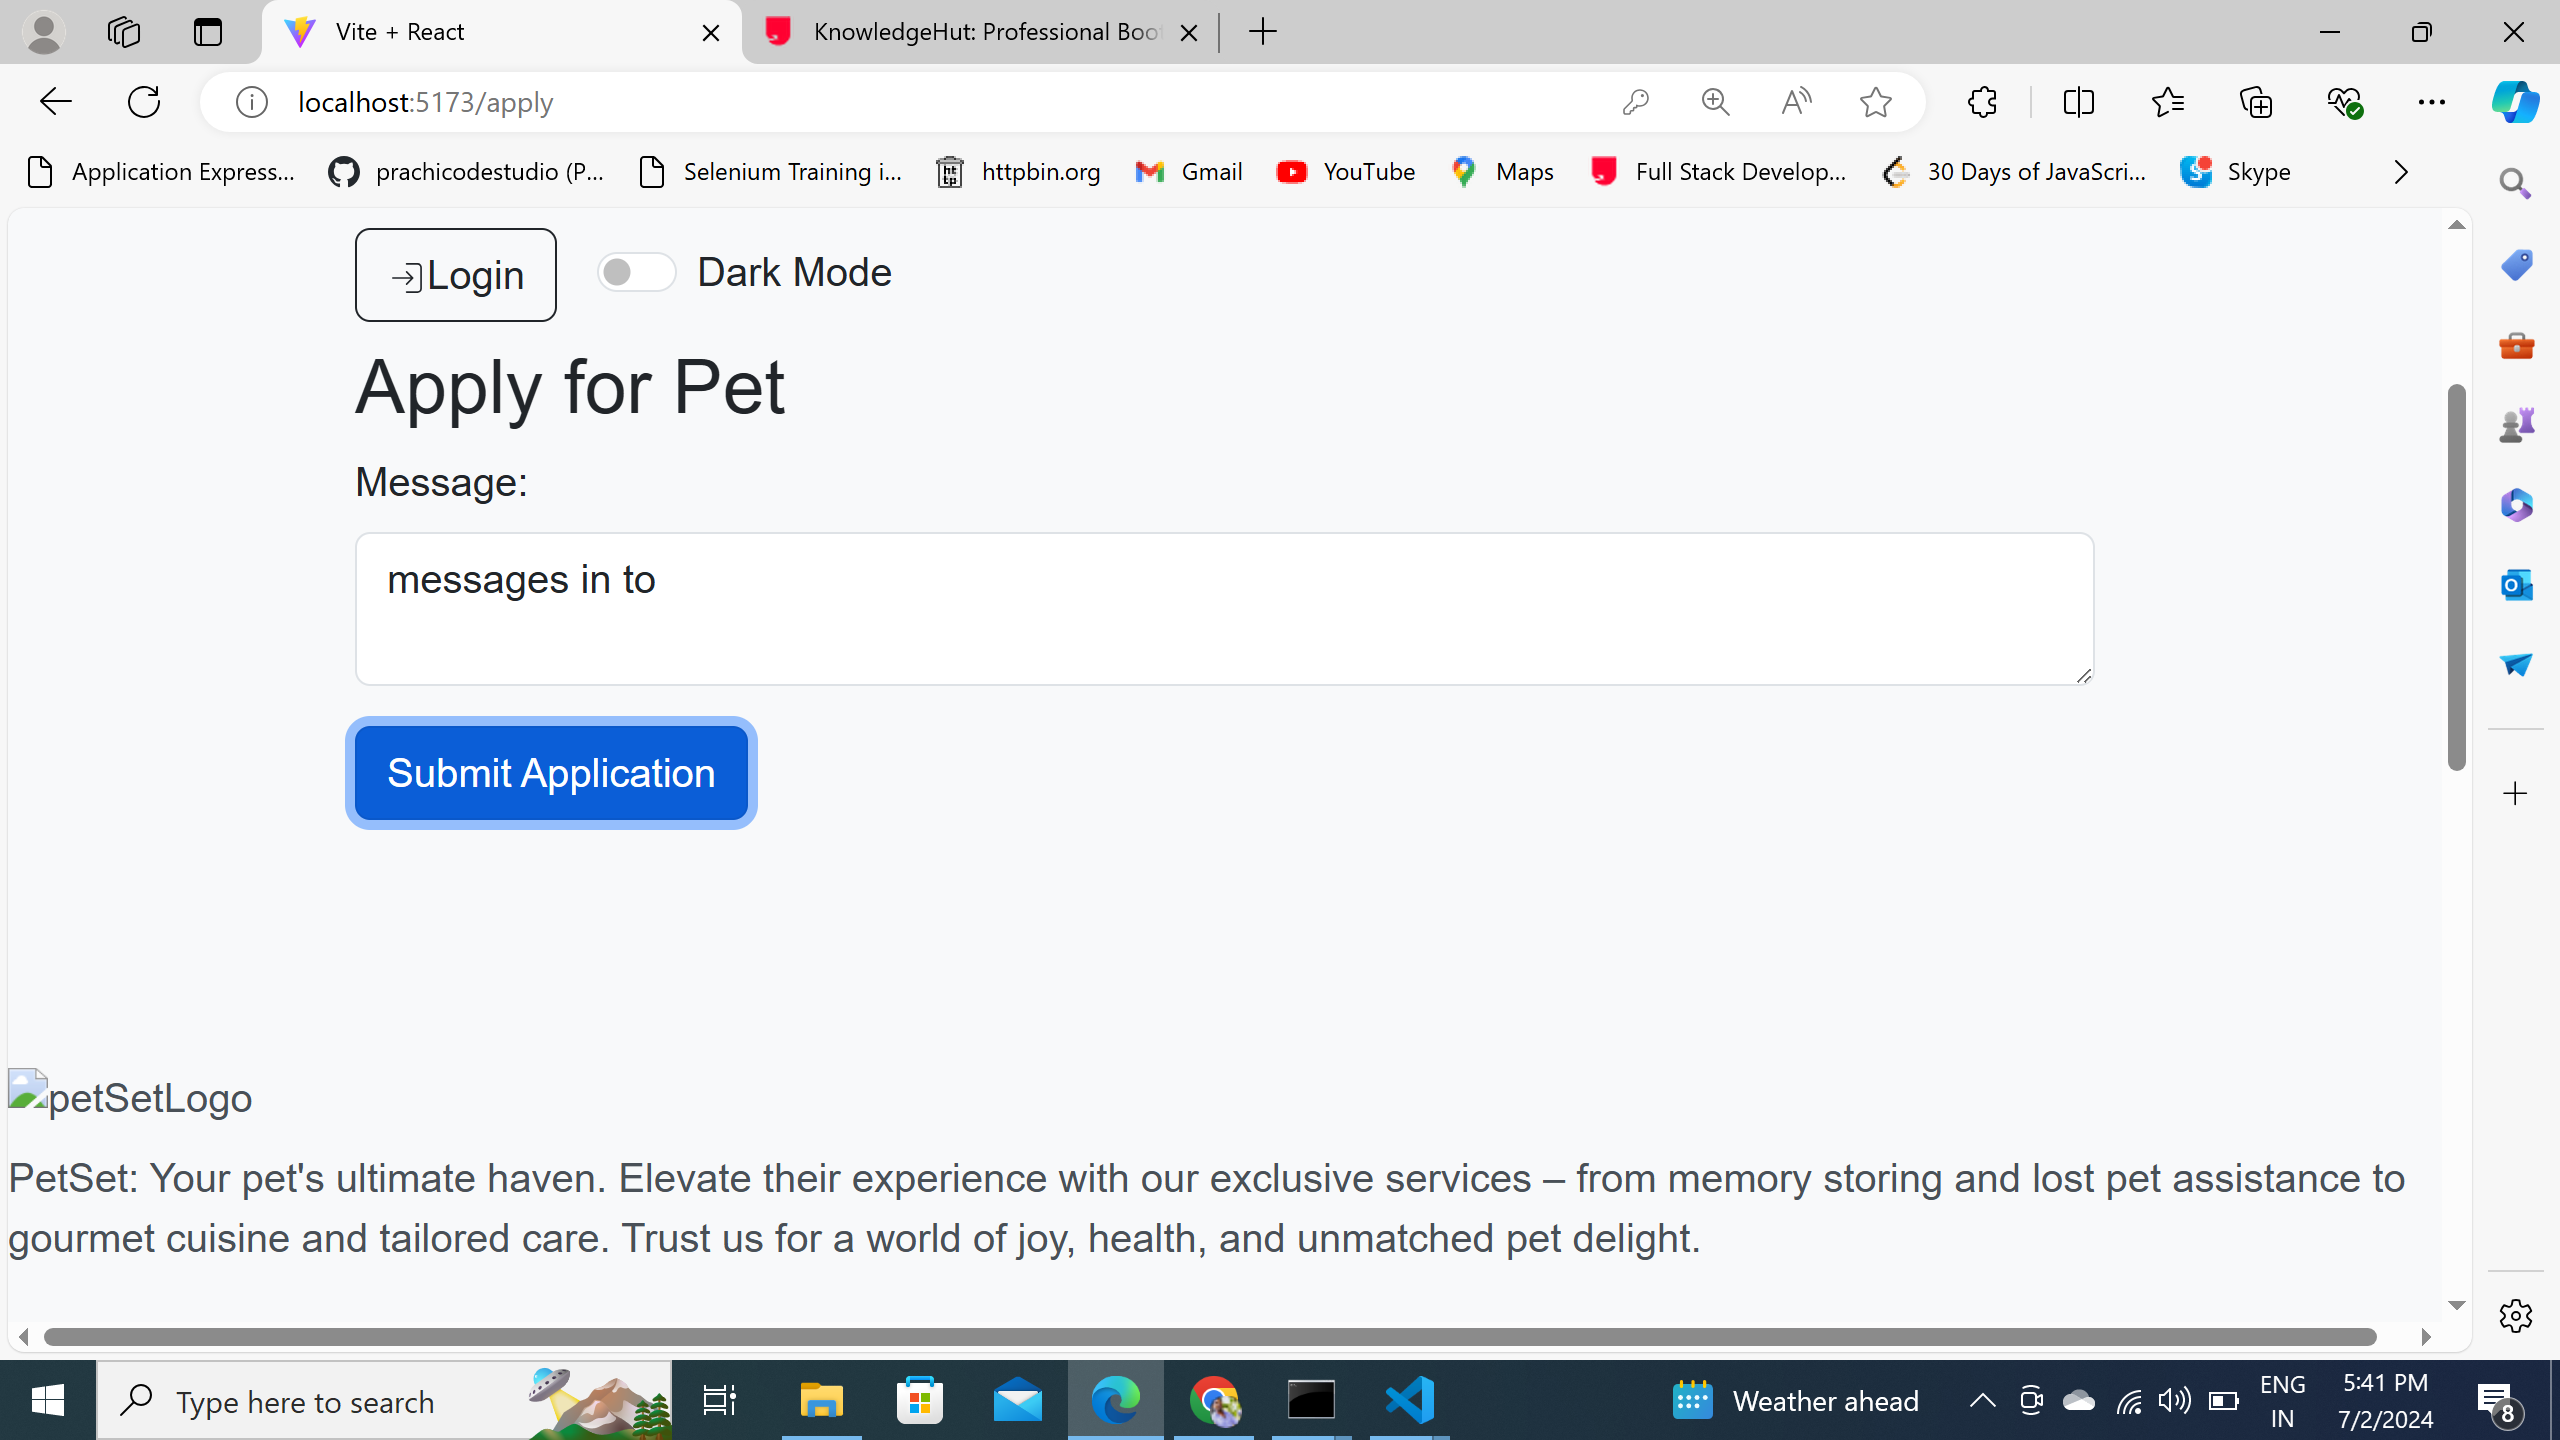 Vite + React
KnowledgeHut: Professional Boo
localhost:5173/apply
Application Express...
prachicodestudio (P...
Selenium Training i...
httpbin.org
Gmail
YouTube
Maps
Full Stack Develop...
30 Days of JavaScri...
Skype
Login
Dark Mode
Apply for Pet
Message:
messages in to
Submit Application
petSetLogo
PetSet: Your pet's ultimate haven. Elevate their experience with our exclusive services – from memory storing and lost pet assistance to
gourmet cuisine and tailored care. Trust us for a world of joy, health, and unmatched pet delight.
Type here to search
Weather ahead
ENG
IN
5:41 PM
7/2/2024
8